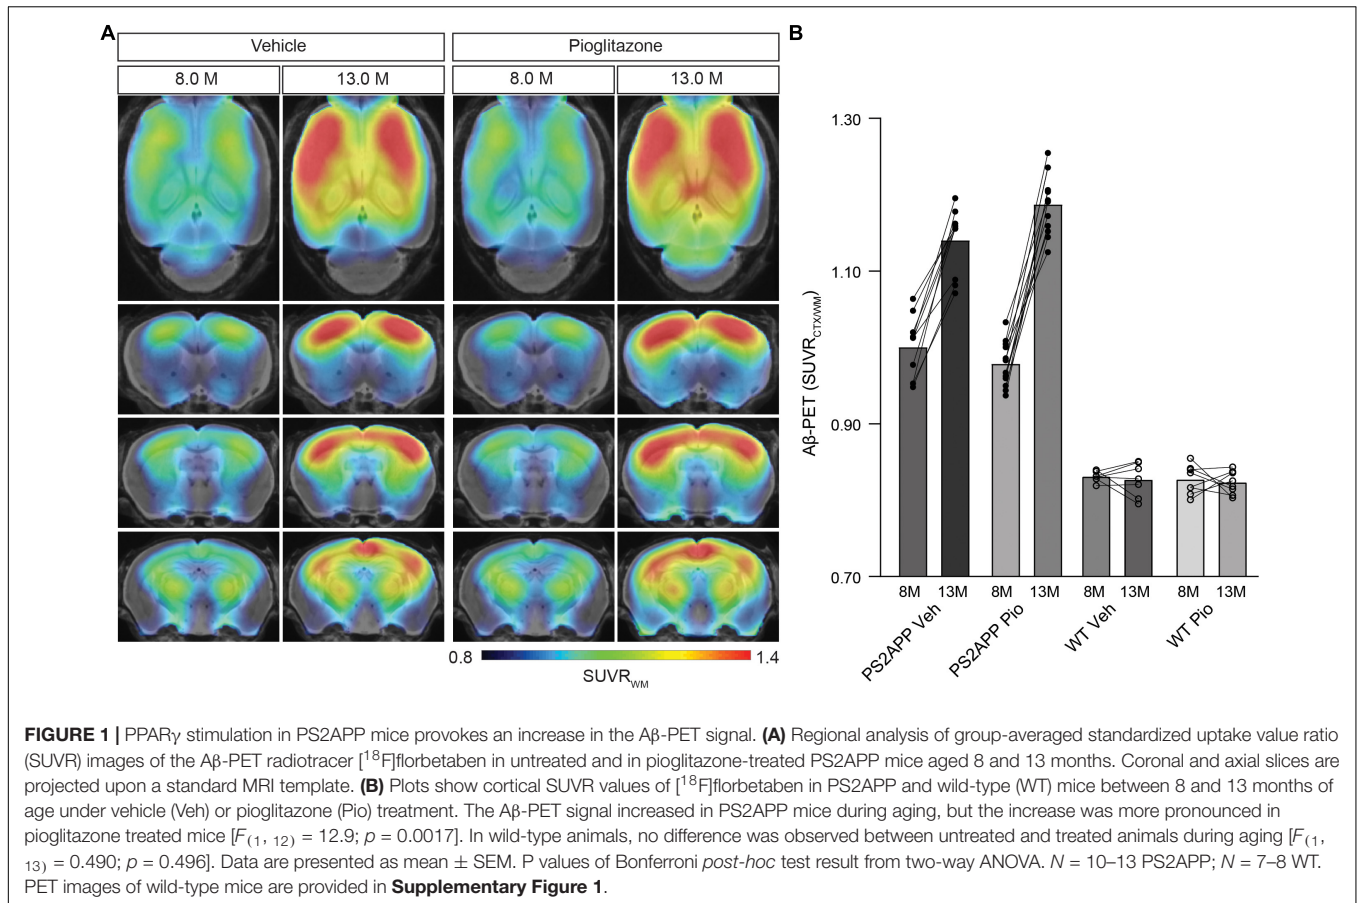 A
Vehicle
Pioglitazone
8.0 M
13.0 M
8.0 M
13.0 M
0.8
1.4
SUVRWM
B
1.30
1.10
0.90
0.70
Aβ-PET (SUVRCTX/WM)
8M 13M 8M 13M 8M 13M 8M 13M
PS2APP Veh
PS2APP Pio
WT Veh
WT Pio
FIGURE 1 | PPARγ stimulation in PS2APP mice provokes an increase in the Aβ-PET signal. (A) Regional analysis of group-averaged standardized uptake value ratio
(SUVR) images of the Aβ-PET radiotracer [18F]florbetaben in untreated and in pioglitazone-treated PS2APP mice aged 8 and 13 months. Coronal and axial slices are
projected upon a standard MRI template. (B) Plots show cortical SUVR values of [18F]florbetaben in PS2APP and wild-type (WT) mice between 8 and 13 months of
age under vehicle (Veh) or pioglitazone (Pio) treatment. The Aβ-PET signal increased in PS2APP mice during aging, but the increase was more pronounced in
pioglitazone treated mice [F(1, 12) = 12.9; p = 0.0017]. In wild-type animals, no difference was observed between untreated and treated animals during aging [F(1,
13) = 0.490; p = 0.496]. Data are presented as mean ± SEM. P values of Bonferroni post-hoc test result from two-way ANOVA. N = 10–13 PS2APP; N = 7–8 WT.
PET images of wild-type mice are provided in Supplementary Figure 1.